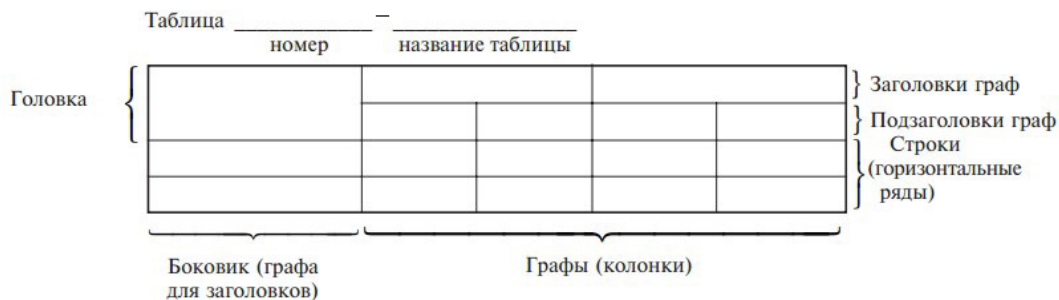 Таблица ____________ – ________________
номер название таблицы
Головка
Заголовки граф
Подзаголовки граф
Строки
(горизонтальные
ряды)
Боковик (графа
для заголовков)
Графы (колонки)